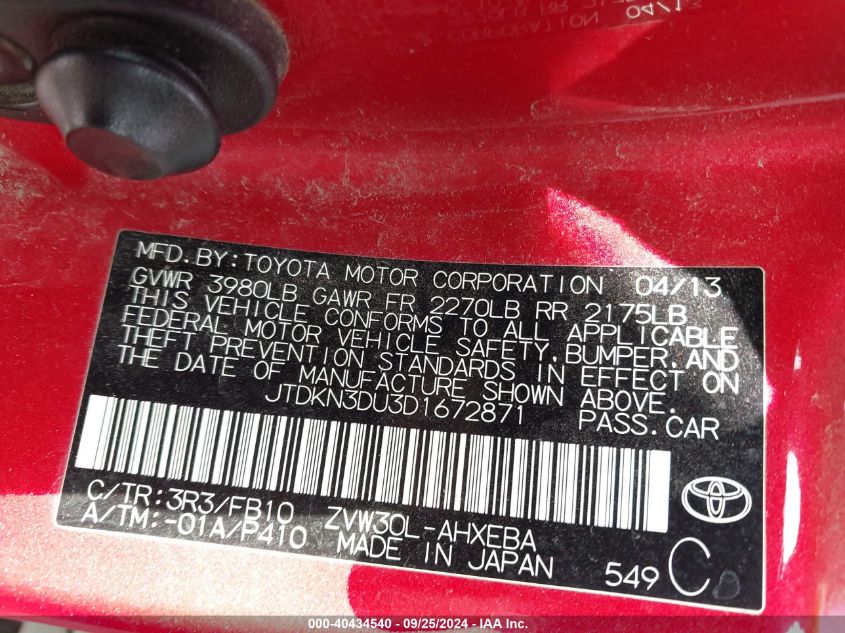 MFD.BY:TOYOTA MOTOR CORPORATION 04/13
GVWR 3980LB GAWR FR 2270LB RR 2175LB
THIS VEHICLE CONFORMS TO ALL APPLICABLE
FEDERAL MOTOR VEHICLE SAFETY,BUMPER,AND
THEFT PREVENTION STANDARDS IN EFFECT ON
THE DATE OF MANUFACTURE SHOWN ABOVE.
JTDKN3DU3D1672871 PASS.CAR
C/TR:3R3/FB10 ZVW30L-AHXEBA
A/TM:-01A/P410 MADE IN JAPAN
549 C
000-40434540 - 09/25/2024 - IAA Inc.